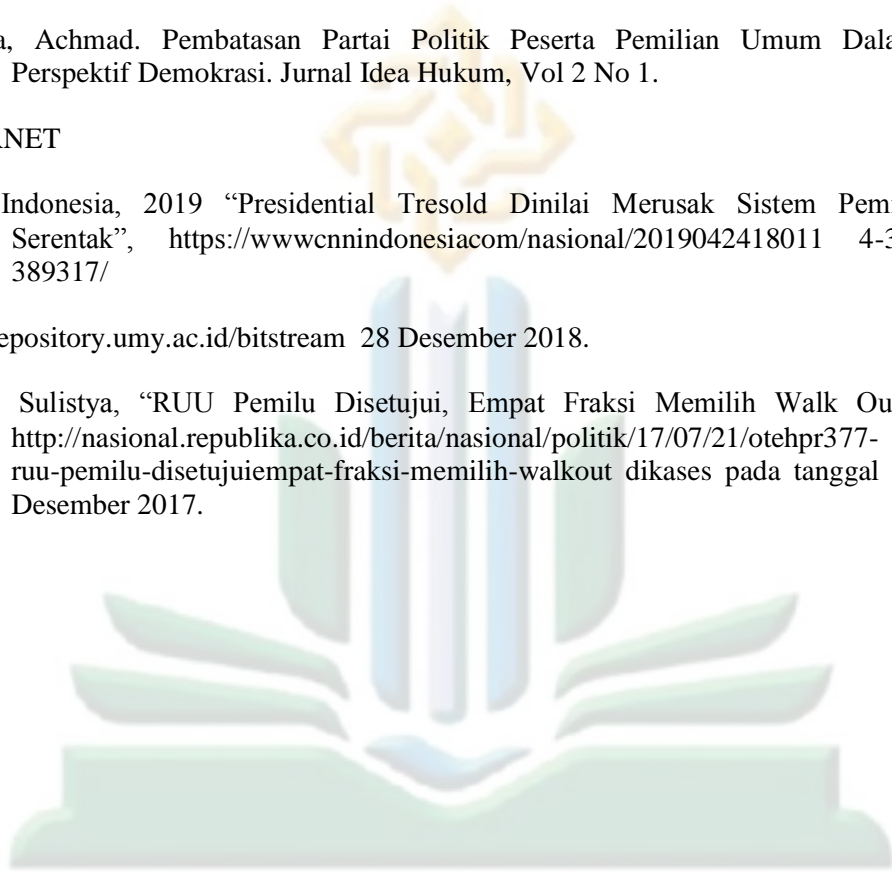 a, Achmad. Pembatasan Partai Politik Peserta Pemilian Umum Dala
Perspektif Demokrasi. Jurnal Idea Hukum, Vol 2 No 1.
RNET
Indonesia, 2019 “Presidential Tresold Dinilai Merusak Sistem Pem
Serentak”, https://wwwcnnindonesiacom/nasional/2019042418011 4-3
389317/
epository.umy.ac.id/bitstream 28 Desember 2018.
Sulistya, “RUU Pemilu Disetujui, Empat Fraksi Memilih Walk Ou
http://nasional.republika.co.id/berita/nasional/politik/17/07/21/otehpr377-
ruu-pemilu-disetujuiempat-fraksi-memilih-walkout dikases pada tanggal
Desember 2017.